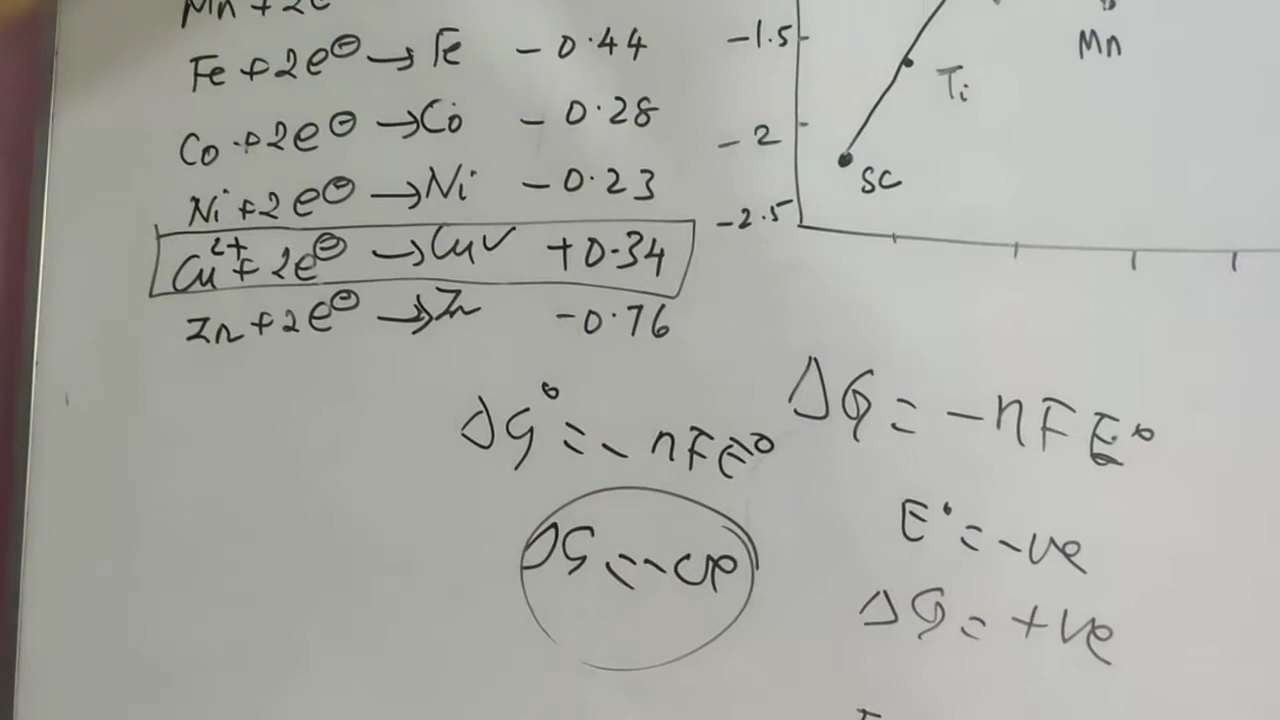 Mn + 2e
Fe + 2e⊖ → Fe - 0.44
Co + 2e⊖ → Co - 0.28
Ni + 2e⊖ → Ni - 0.23
Cu²⁺ + 2e⊖ → Cu ✓ + 0.34
Zn + 2e⊖ → Zn - 0.76
-1.5
Mn
Ti
-2
Sc
-2.5
ΔG° = - nFE°
ΔG = -ve
ΔG = - nFE°
E° = -ve
ΔG = +ve